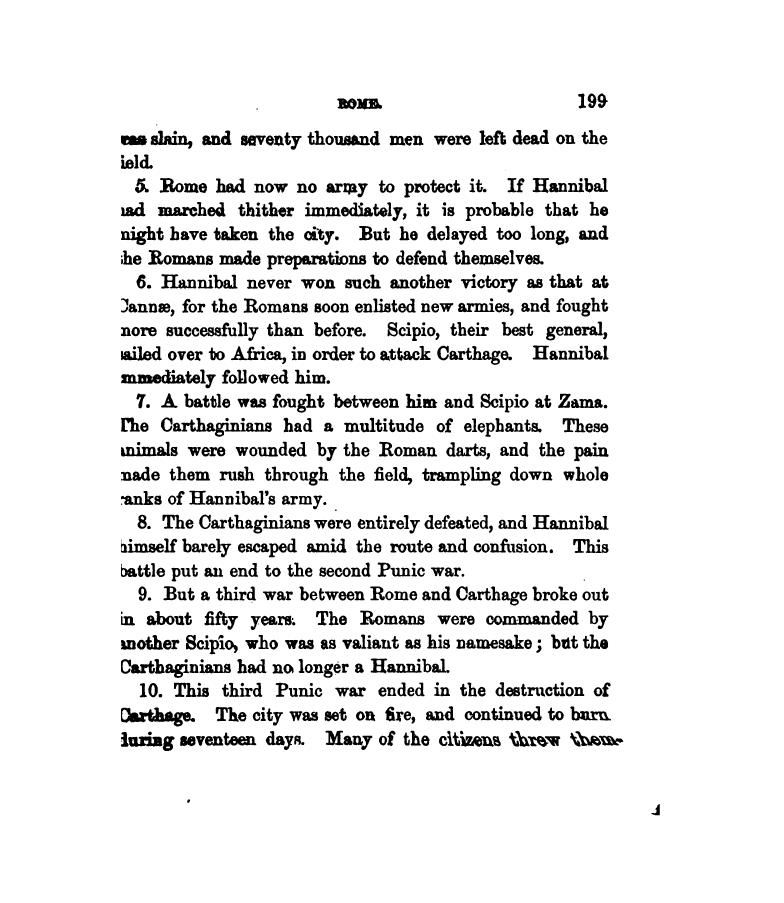 ROME. 199
was slain, and seventy thousand men were left dead on the
ield.
5. Rome had now no army to protect it. If Hannibal
ad marched thither immediately, it is probable that he
night have taken the city. But he delayed too long, and
he Romans made preparations to defend themselves.
6. Hannibal never won such another victory as that at
Cannæ, for the Romans soon enlisted new armies, and fought
nore successfully than before. Scipio, their best general,
ailed over to Africa, in order to attack Carthage. Hannibal
mmediately followed him.
7. A battle was fought between him and Scipio at Zama.
The Carthaginians had a multitude of elephants. These
animals were wounded by the Roman darts, and the pain
made them rush through the field, trampling down whole
ranks of Hannibal's army.
8. The Carthaginians were entirely defeated, and Hannibal
himself barely escaped amid the route and confusion. This
battle put an end to the second Punic war.
9. But a third war between Rome and Carthage broke out
in about fifty years. The Romans were commanded by
another Scipio, who was as valiant as his namesake; but the
Carthaginians had no longer a Hannibal.
10. This third Punic war ended in the destruction of
Carthage. The city was set on fire, and continued to burn
during seventeen days. Many of the citizens threw them-